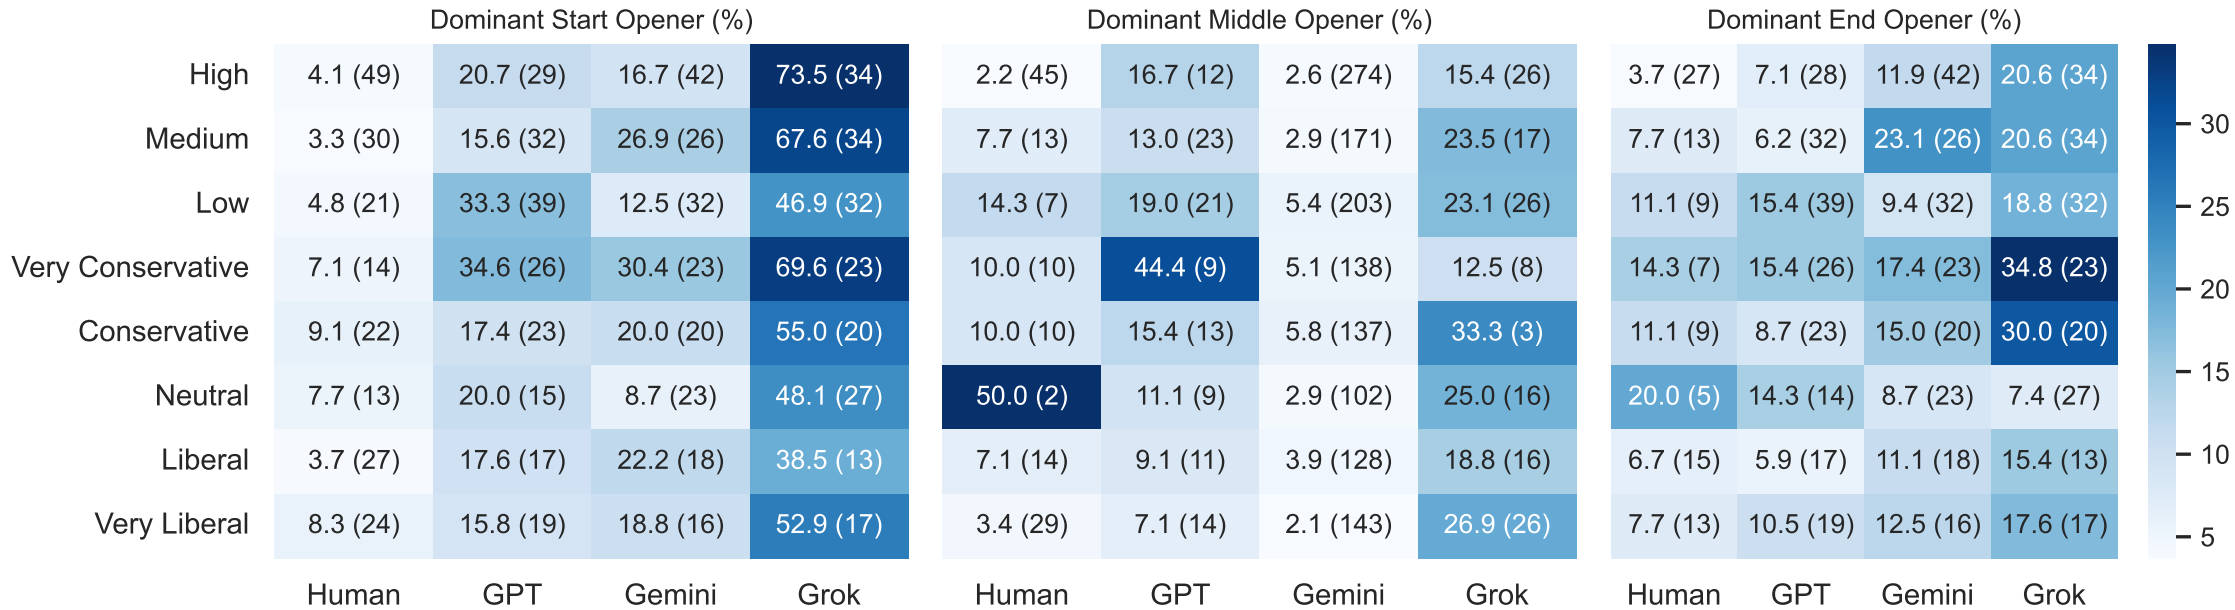 Dominant Start Opener (%) Dominant Middle Opener (%) Dominant End Opener (%)
High 4.1 (49) 20.7 (29) 16.7 (42) 73.5 (34) 2.2 (45) 16.7 (12) 2.6 (274) 15.4 (26) 3.7 (27) 7.1 (28) 11.9 (42) 20.6 (34)
Medium 3.3 (30) 15.6 (32) 26.9 (26) 67.6 (34) 7.7 (13) 13.0 (23) 2.9 (171) 23.5 (17) 7.7 (13) 6.2 (32) 23.1 (26) 20.6 (34) 30
Low 4.8 (21) 33.3 (39) 12.5 (32) 46.9 (32) 14.3 (7) 19.0 (21) 5.4 (203) 23.1 (26) 11.1 (9) 15.4 (39) 9.4 (32) 18.8 (32) 25
Very Conservative 7.1 (14) 34.6 (26) 30.4 (23) 69.6 (23) 10.0 (10) 44.4 (9) 5.1 (138) 12.5 (8) 14.3 (7) 15.4 (26) 17.4 (23) 34.8 (23) 20
Conservative 9.1 (22) 17.4 (23) 20.0 (20) 55.0 (20) 10.0 (10) 15.4 (13) 5.8 (137) 33.3 (3) 11.1 (9) 8.7 (23) 15.0 (20) 30.0 (20)
Neutral 7.7 (13) 20.0 (15) 8.7 (23) 48.1 (27) 50.0 (2) 11.1 (9) 2.9 (102) 25.0 (16) 20.0 (5) 14.3 (14) 8.7 (23) 7.4 (27) 15
Liberal 3.7 (27) 17.6 (17) 22.2 (18) 38.5 (13) 7.1 (14) 9.1 (11) 3.9 (128) 18.8 (16) 6.7 (15) 5.9 (17) 11.1 (18) 15.4 (13) 10
Very Liberal 8.3 (24) 15.8 (19) 18.8 (16) 52.9 (17) 3.4 (29) 7.1 (14) 2.1 (143) 26.9 (26) 7.7 (13) 10.5 (19) 12.5 (16) 17.6 (17) 5
Human GPT Gemini Grok Human GPT Gemini Grok Human GPT Gemini Grok